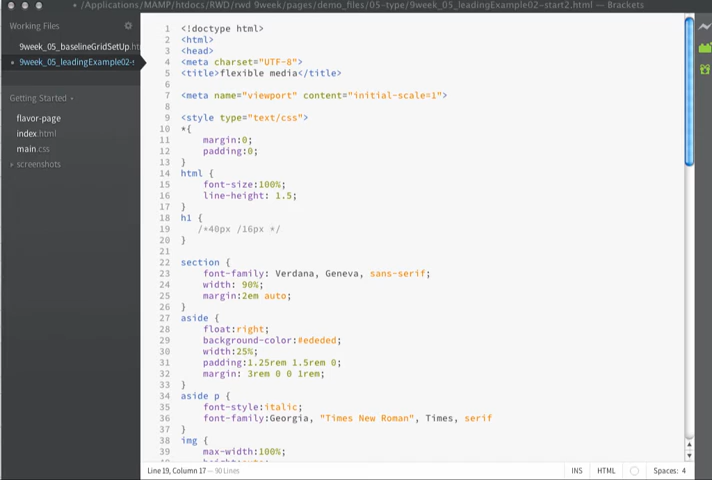 /Applications/MAMP/htdocs/RWD/rwd 9week/pages/demo_files/05-type/9week_05_leadingExample02-start2.html — Brackets
Working Files
9week_05_baselineGridSetUp.ht
9week_05_leadingExample02-s
Getting Started
flavor-page
index.html
main.css
screenshots
1 <!doctype html>
2 <html>
3 <head>
4 <meta charset="UTF-8">
5 <title>flexible media</title>
6
7 <meta name="viewport" content="initial-scale=1">
8
9 <style type="text/css">
10 *{
11 margin:0;
12 padding:0;
13 }
14 html {
15 font-size:100%;
16 line-height: 1.5;
17 }
18 h1 {
19 /*40px /16px */
20 }
21
22 section {
23 font-family: Verdana, Geneva, sans-serif;
24 width: 90%;
25 margin:2em auto;
26 }
27 aside {
28 float:right;
29 background-color:#ededed;
30 width:25%;
31 padding:1.25rem 1.5rem 0;
32 margin: 3rem 0 0 1rem;
33 }
34 aside p {
35 font-style:italic;
36 font-family:Georgia, "Times New Roman", Times, serif
37 }
38 img {
39 max-width:100%;
Line 19, Column 17 — 90 Lines
INS
HTML
Spaces: 4